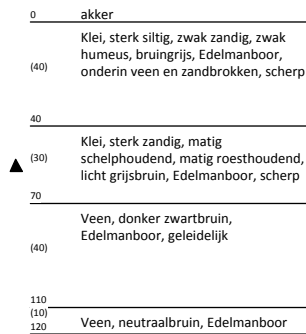 0 akker
Klei, sterk siltig, zwak zandig, zwak
humeus, bruingrijs, Edelmanboor,
(40)
onderin veen en zandbrokken, scherp
40
Klei, sterk zandig, matig
schelphoudend, matig roesthoudend,
(30)
licht grijsbruin, Edelmanboor, scherp
70
Veen, donker zwartbruin,
Edelmanboor, geleidelijk
(40)
110
(10)
Veen, neutraalbruin, Edelmanboor
120